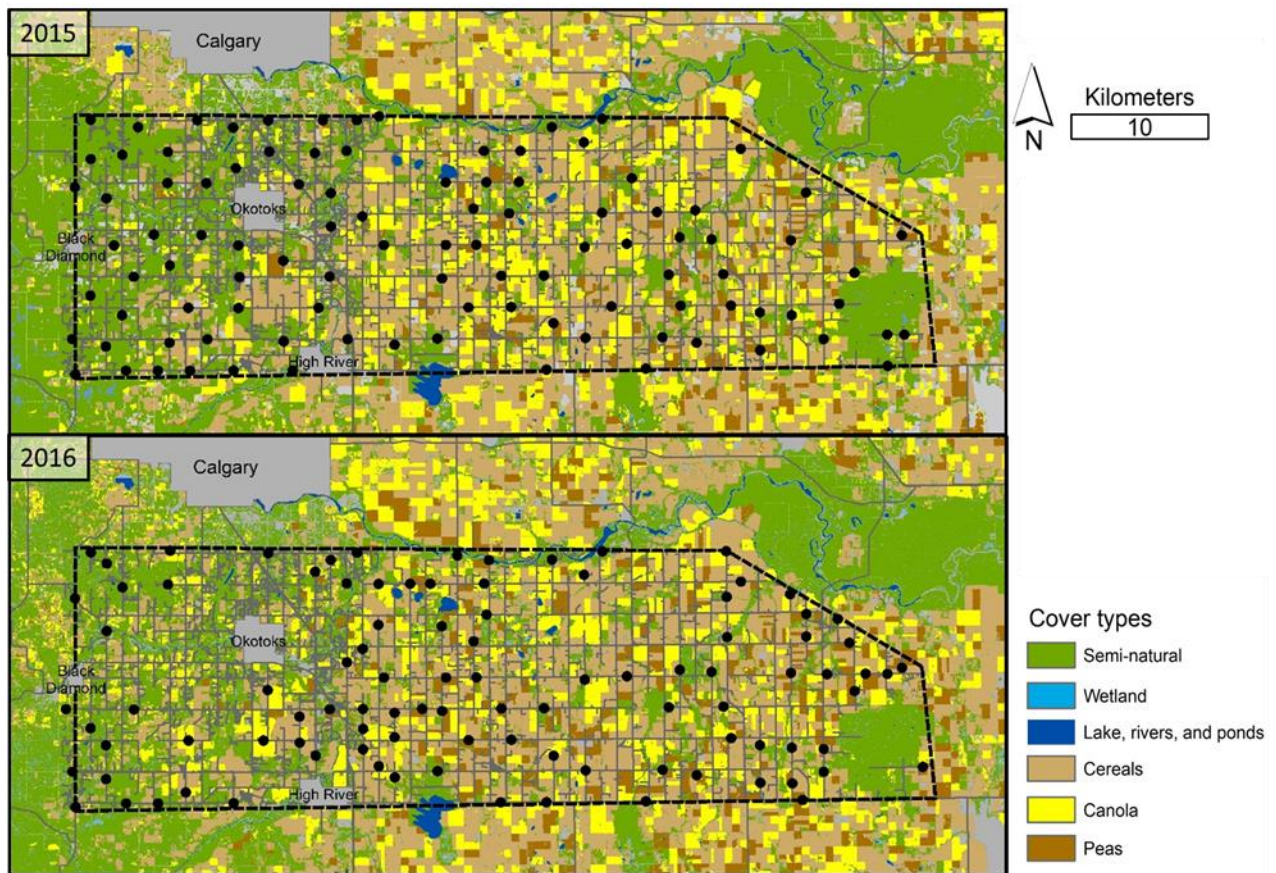 2015
Calgary
Okotoks
Black
Diamond
High River
2016
Calgary
Okotoks
Black
Diamond
High River
N
Kilometers
10
Cover types
Semi-natural
Wetland
Lake, rivers, and ponds
Cereals
Canola
Peas